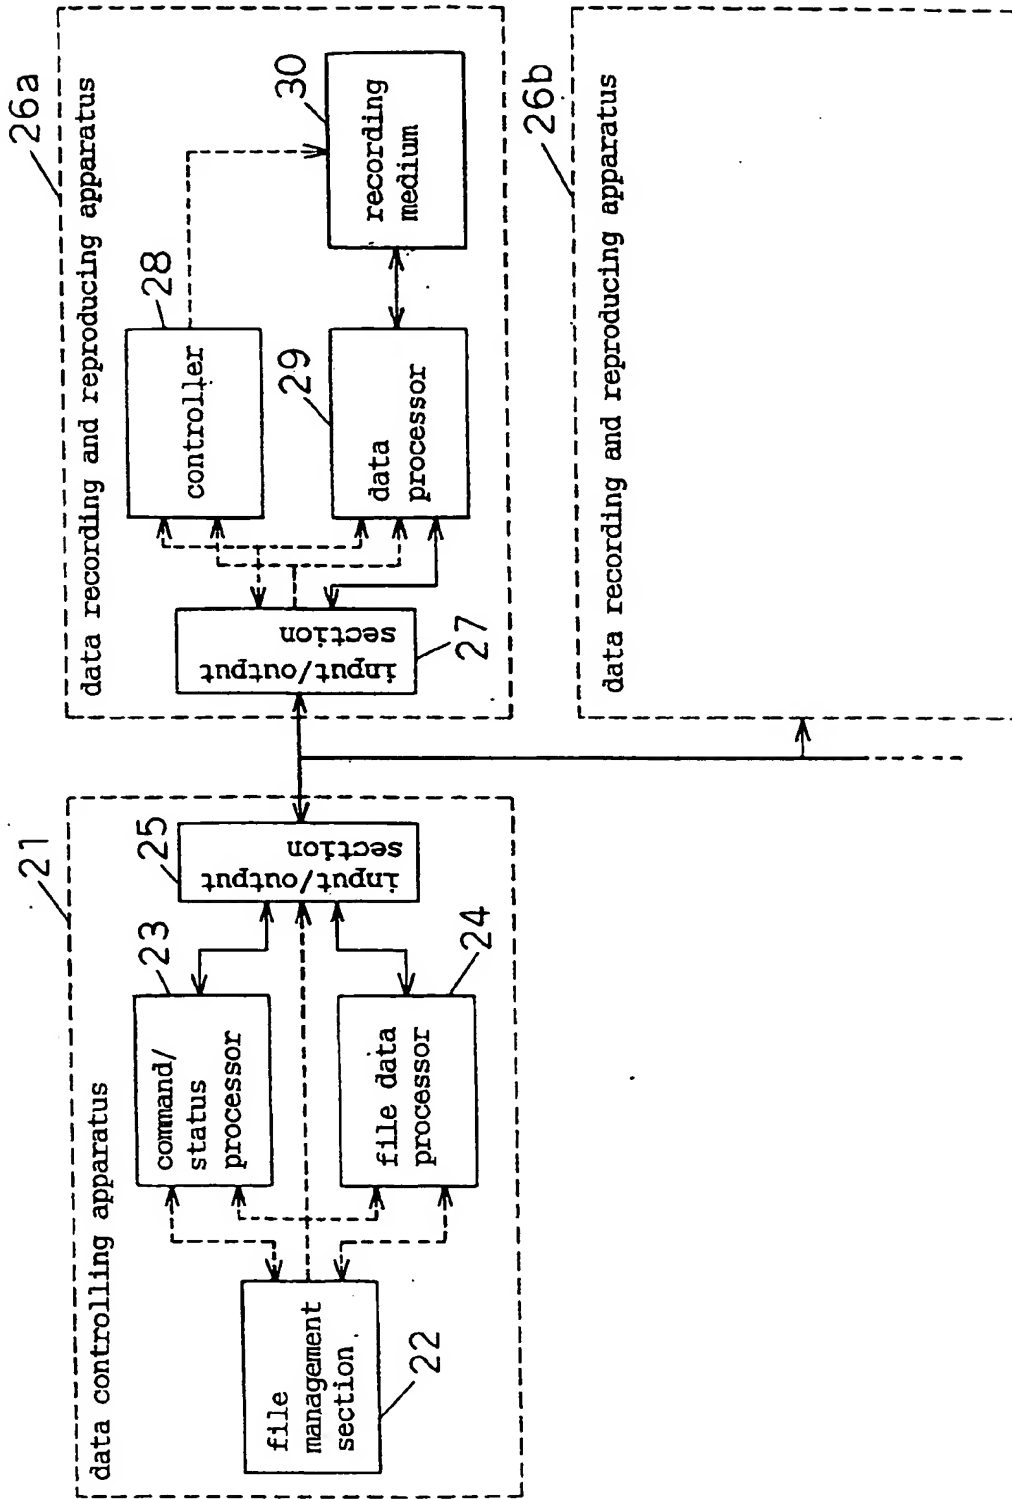 data controlling apparatus
21
file
management
section
22
command/
status
processor
23
file data
processor
24
input/output
section
25
data recording and reproducing apparatus
26a
input/output
section
27
controller
28
data
processor
29
recording
medium
30
data recording and reproducing apparatus
26b